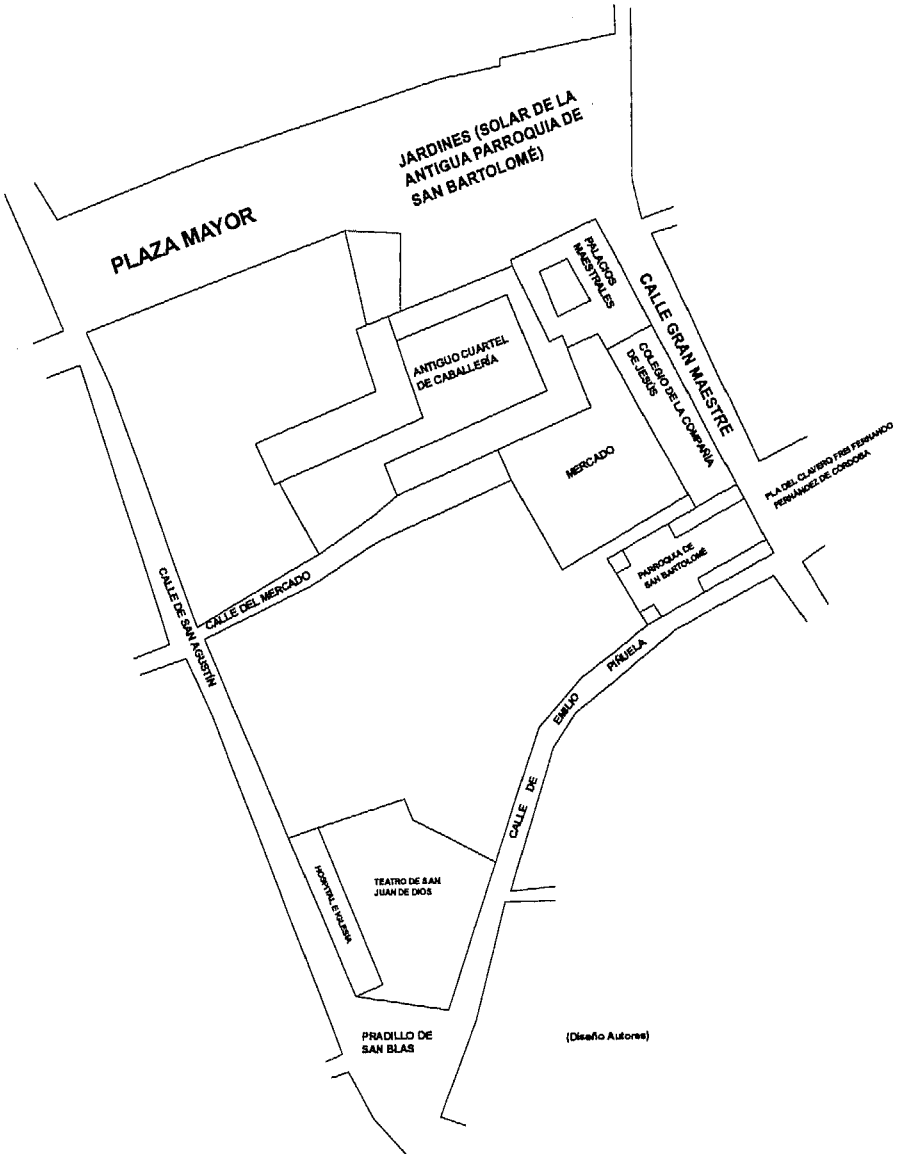 JARDINES (SOLAR DE LA
ANTIGUA PARROQUIA DE
SAN BARTOLOMÉ)
PLAZA MAYOR
PALACIOS
MAESTRALES
CALLE GRAN MAESTRE
ANTIGUO CUARTEL
DE CABALLERÍA
COLEGIO DE LA COMPAÑÍA
DE JESÚS
MERCADO
PLA DEL CLAVERO FREI FERNANDO
FERNÁNDEZ DE CÓRDOBA
PARROQUIA DE
SAN BARTOLOMÉ
CALLE DEL MERCADO
CALLE DE SAN AGUSTÍN
CALLE DE EMILIO PIÑUELA
HOSPITAL E IGLESIA
TEATRO DE SAN
JUAN DE DIOS
PRADILLO DE
SAN BLAS
(Diseño Autores)